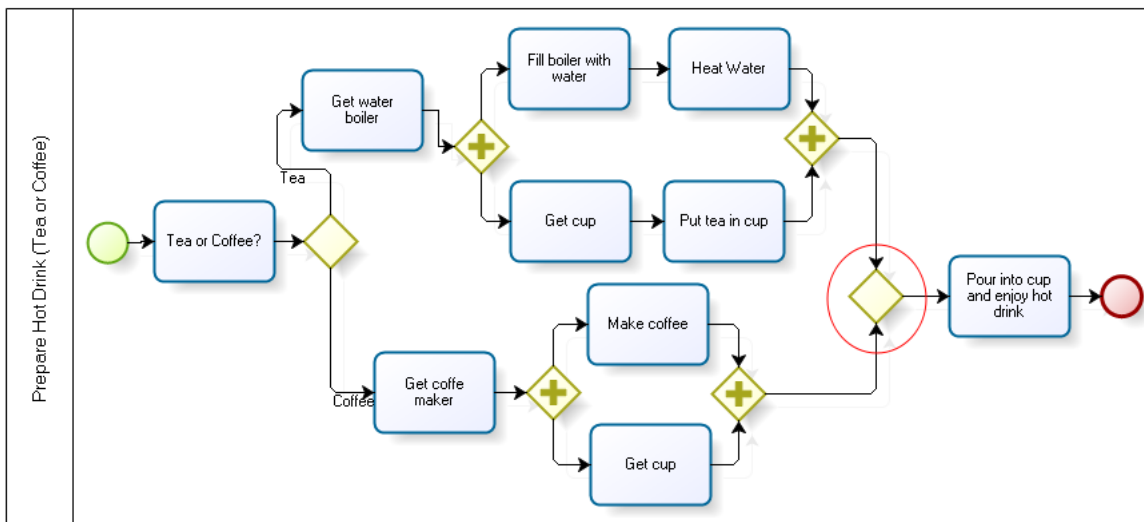 Prepare Hot Drink (Tea or Coffee)
Tea or Coffee?
Tea
Get water
boiler
Fill boiler with
water
Heat Water
Get cup
Put tea in cup
Coffee
Get coffe
maker
Make coffee
Get cup
Pour into cup
and enjoy hot
drink